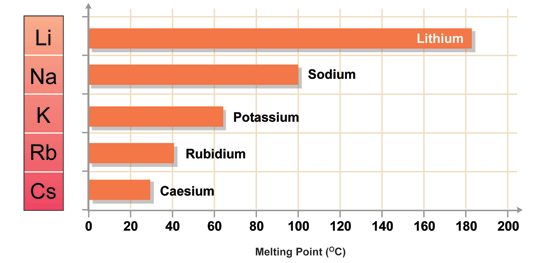 Li
Lithium
Na
Sodium
K
Potassium
Rb
Rubidium
Cs
Caesium
0 20 40 60 80 100 120 140 160 180 200
Melting Point (ºC)